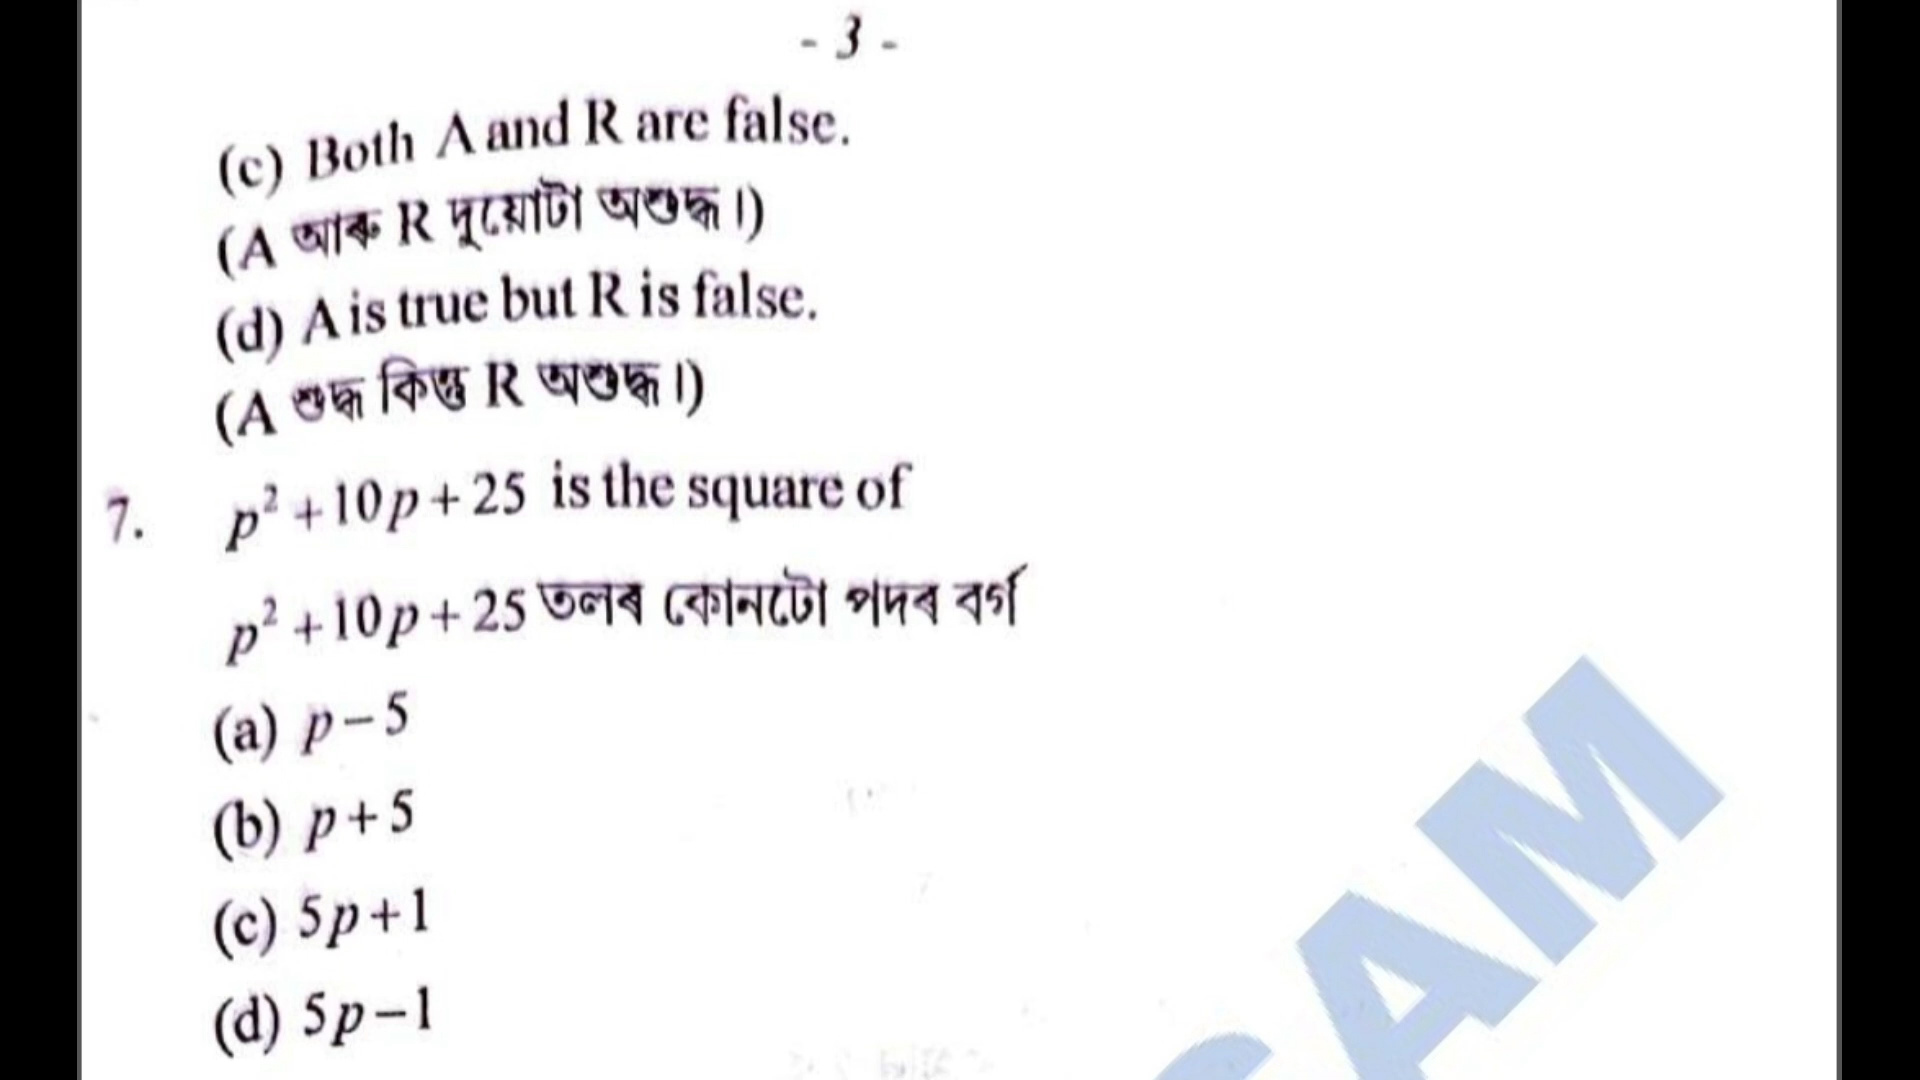 - 3 -
(c) Both A and R are false.
(A আৰু R দুয়োটা অশুদ্ধ।)
(d) A is true but R is false.
(A শুদ্ধ কিন্তু R অশুদ্ধ।)
7. p² + 10p + 25 is the square of
p² + 10p + 25 তলৰ কোনটো পদৰ বৰ্গ
(a) p − 5
(b) p + 5
(c) 5p + 1
(d) 5p − 1
SAM